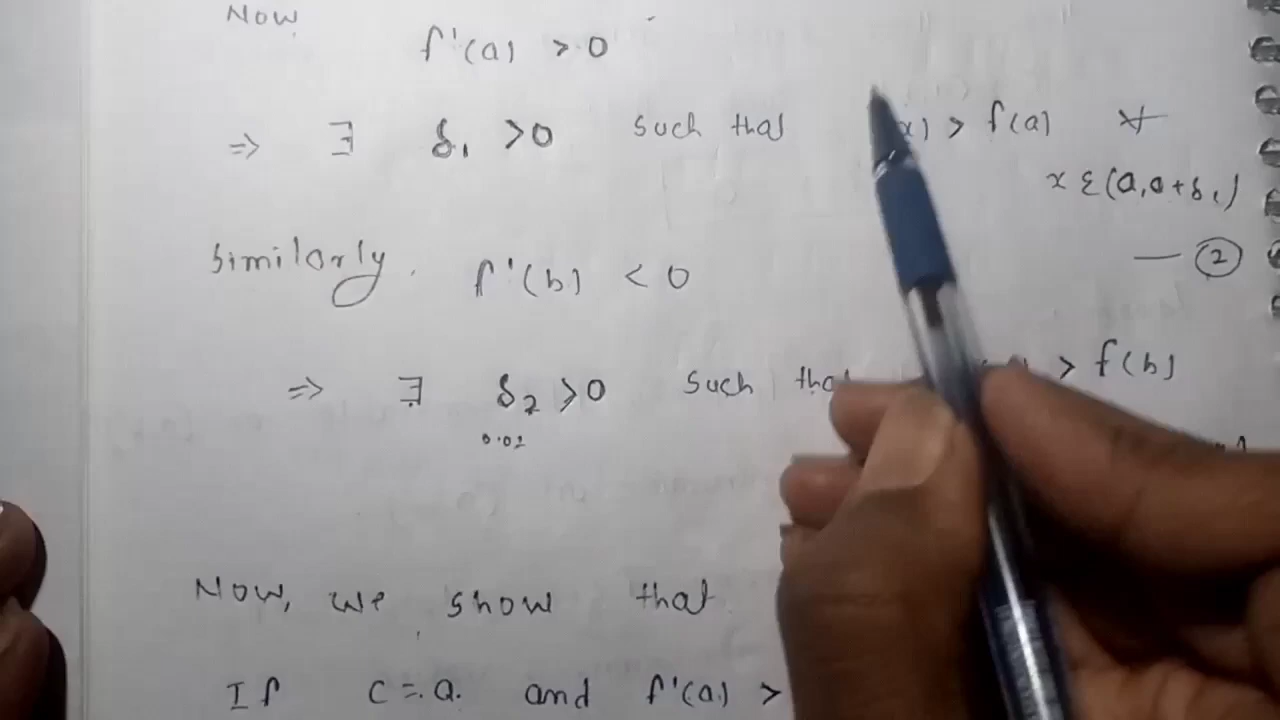 Now
f'(a) > 0
=> ∃ δ₁ >0 such that x) > f(a) ∀
x ε (a, a+δ₁)
— ②
Similarly. f'(b) < 0
=> ∃ δ₂ >0 such that > f(b)
0.02
Now, we show that
If c = a. and f'(a) >